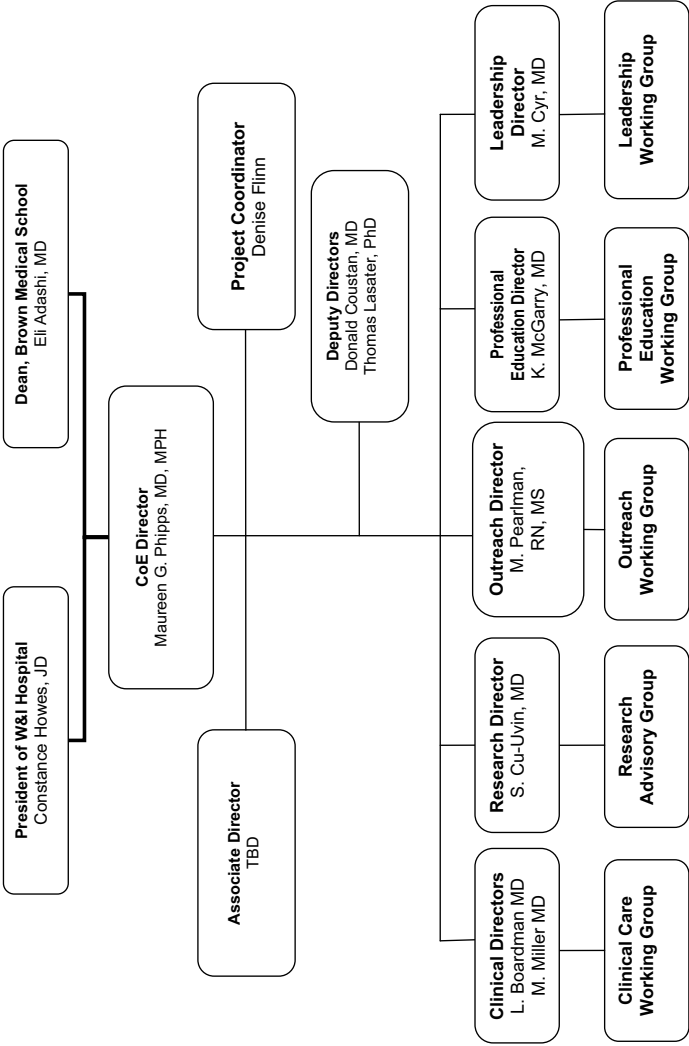 President of W&I Hospital
Constance Howes, JD
Dean, Brown Medical School
Eli Adashi, MD
CoE Director
Maureen G. Phipps, MD, MPH
Associate Director
TBD
Project Coordinator
Denise Flinn
Deputy Directors
Donald Coustan, MD
Thomas Lasater, PhD
Clinical Directors
L. Boardman MD
M. Miller MD
Research Director
S. Cu-Uvin, MD
Outreach Director
M. Pearlman,
RN, MS
Professional
Education Director
K. McGarry, MD
Leadership
Director
M. Cyr, MD
Clinical Care
Working Group
Research
Advisory Group
Outreach
Working Group
Professional
Education
Working Group
Leadership
Working Group